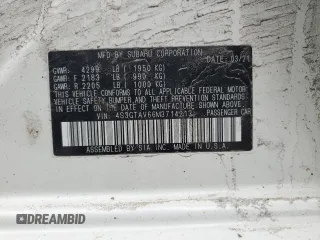 MFD BY SUBARU CORPORATION
DATE: 03/21
GVWR: 4299 LB ( 1950 KG)
GAWR: F 2183 LB ( 990 KG)
GAWR: R 2205 LB ( 1000 KG)
THIS VEHICLE CONFORMS TO ALL APPLICABLE
FEDERAL MOTOR VEHICLE SAFETY,
BUMPER, AND THEFT PREVENTION STANDARDS
IN EFFECT ON THE DATE OF
MANUFACTURE SHOWN ABOVE.
VIN: 4S3GTAV66M3714213 PASSENGER CAR
ASSEMBLED BY SIA, INC. MADE IN U.S.A.
DREAMBID